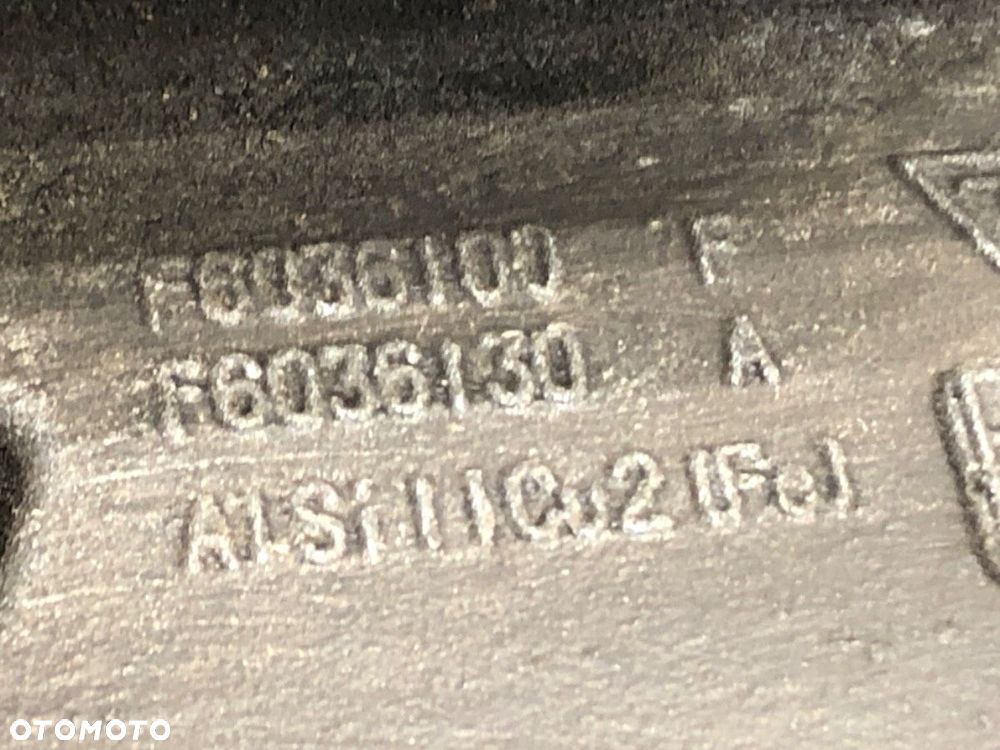 F6036100 F
F6036130 A
AlSi11Cu2(Fe)
OTOMOTO